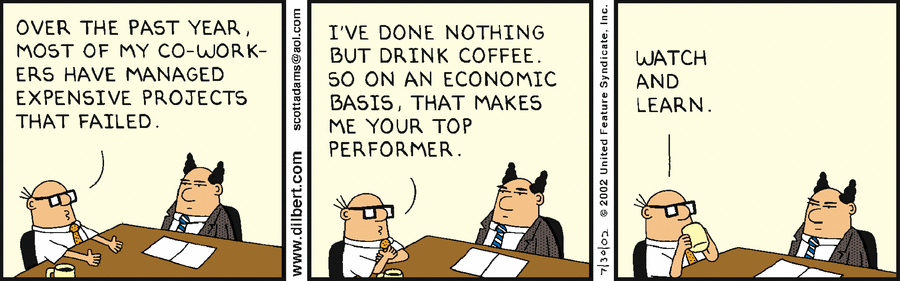 OVER THE PAST YEAR,
MOST OF MY CO-WORK-
ERS HAVE MANAGED
EXPENSIVE PROJECTS
THAT FAILED.
www.dilbert.com
scottadams@aol.com
I'VE DONE NOTHING
BUT DRINK COFFEE.
SO ON AN ECONOMIC
BASIS, THAT MAKES
ME YOUR TOP
PERFORMER.
7/30/02 © 2002 United Feature Syndicate, Inc.
WATCH
AND
LEARN.